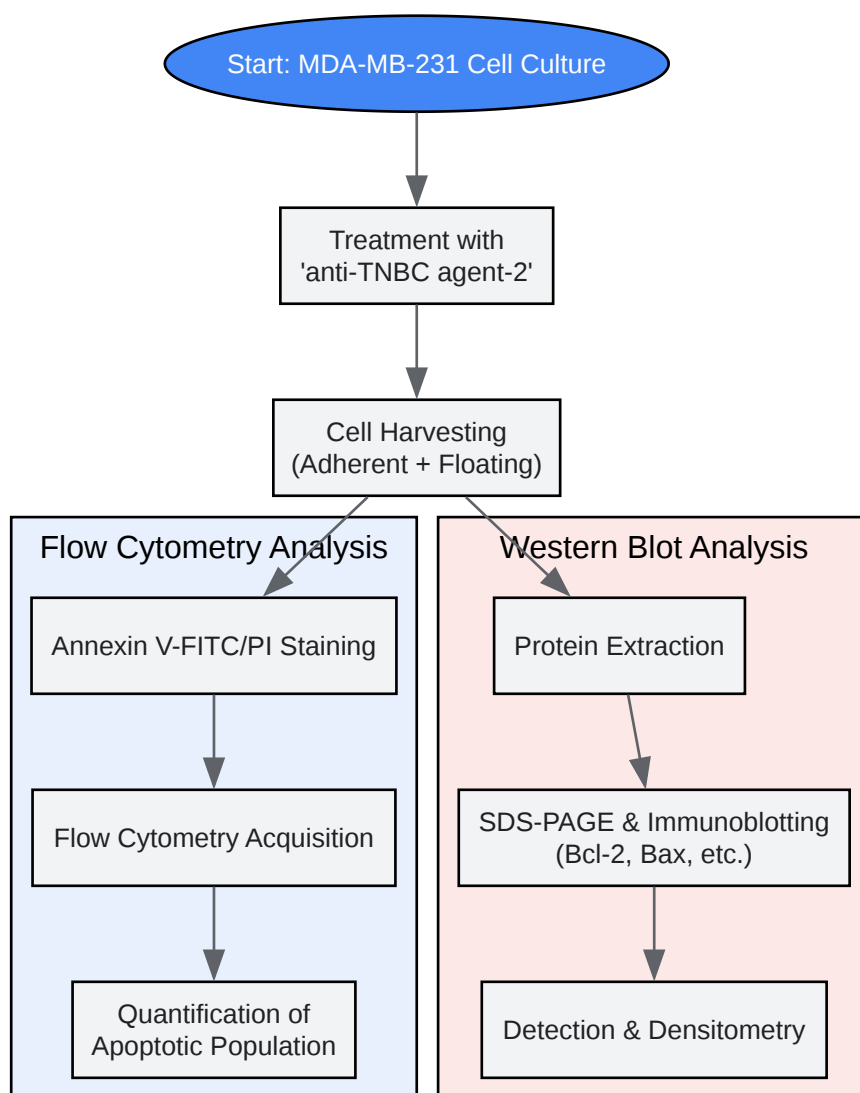 Start: MDA-MB-231 Cell Culture
Treatment with
'anti-TNBC agent-2'
Cell Harvesting
(Adherent + Floating)
Flow Cytometry Analysis
Annexin V-FITC/PI Staining
Flow Cytometry Acquisition
Quantification of
Apoptotic Population
Western Blot Analysis
Protein Extraction
SDS-PAGE & Immunoblotting
(Bcl-2, Bax, etc.)
Detection & Densitometry